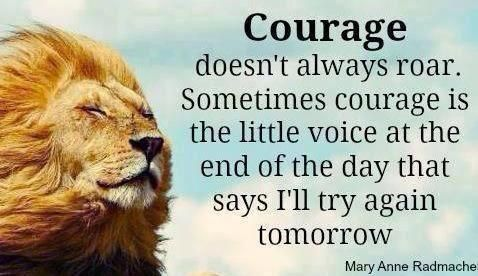 Courage
doesn't always roar.
Sometimes courage is
the little voice at the
end of the day that
says I'll try again
tomorrow
Mary Anne Radmache